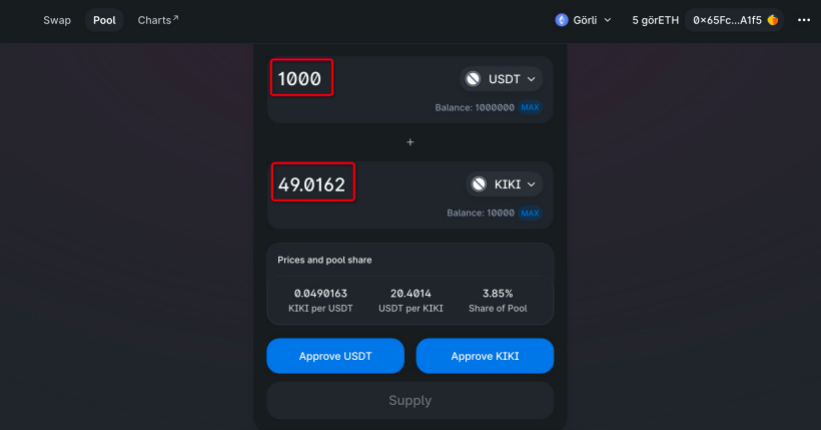 Swap Pool Charts↗ Görli 5 görETH 0×65Fc...A1f5
1000 USDT
Balance: 1000000 MAX
+
49.0162 KIKI
Balance: 10000 MAX
Prices and pool share
0.0490163 20.4014 3.85%
KIKI per USDT USDT per KIKI Share of Pool
Approve USDT Approve KIKI
Supply